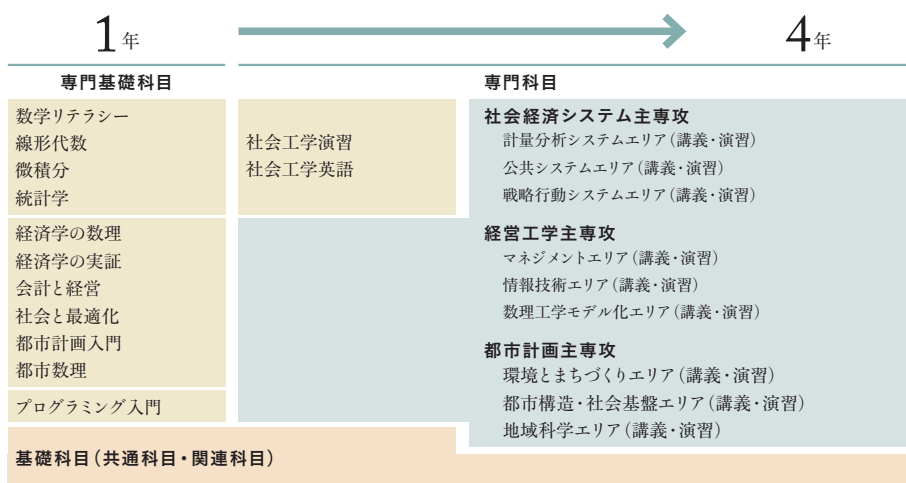 1年
4年
専門基礎科目
専門科目
数学リテラシー
線形代数
微積分
統計学
経済学の数理
経済学の実証
会計と経営
社会と最適化
都市計画入門
都市数理
プログラミング入門
社会工学演習
社会工学英語
社会経済システム主専攻
計量分析システムエリア(講義・演習)
公共システムエリア(講義・演習)
戦略行動システムエリア(講義・演習)
経営工学主専攻
マネジメントエリア(講義・演習)
情報技術エリア(講義・演習)
数理工学モデル化エリア(講義・演習)
都市計画主専攻
環境とまちづくりエリア(講義・演習)
都市構造・社会基盤エリア(講義・演習)
地域科学エリア(講義・演習)
基礎科目(共通科目・関連科目)